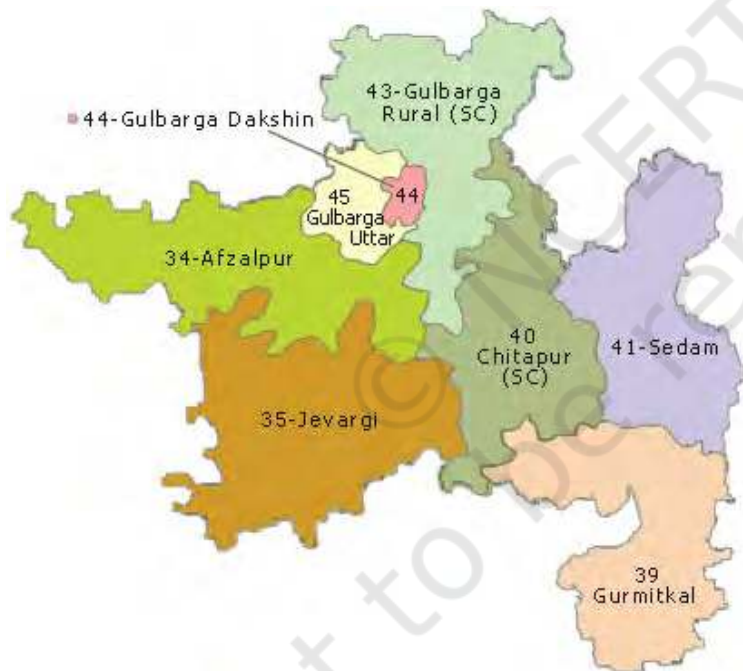 43-Gulbarga
Rural (SC)
44-Gulbarga Dakshin
45
Gulbarga
Uttar
44
34-Afzalpur
40
Chitapur
(SC)
41-Sedam
35-Jevargi
39
Gurmitkal
© NCERT
not to be re